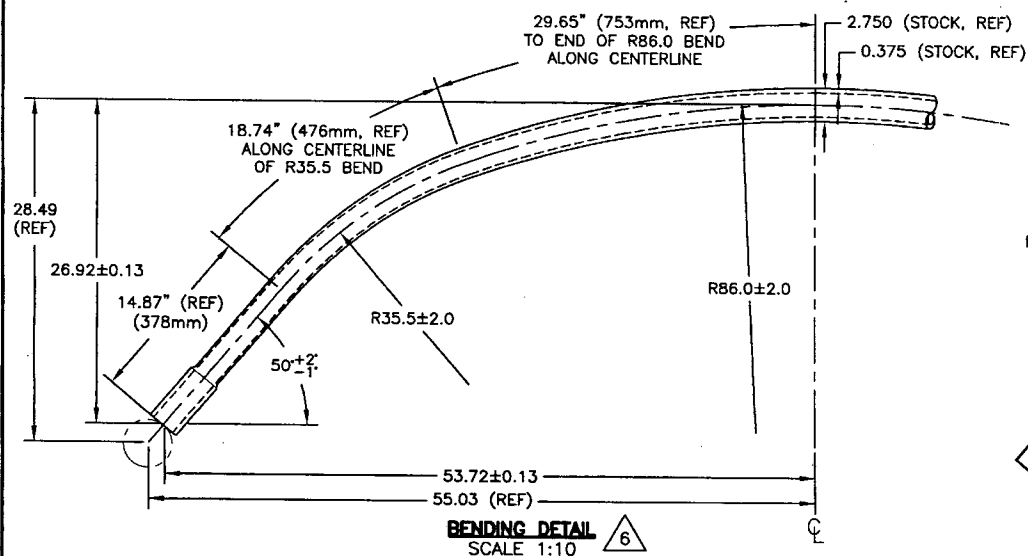 29.65" (753mm, REF)
TO END OF R86.0 BEND
ALONG CENTERLINE
2.750 (STOCK, REF)
0.375 (STOCK, REF)
18.74" (476mm, REF)
ALONG CENTERLINE
OF R35.5 BEND
28.49
(REF)
26.92±0.13
14.87" (REF)
(378mm)
R35.5±2.0
R86.0±2.0
50°+2°
-1°
53.72±0.13
55.03 (REF)
BENDING DETAIL
SCALE 1:10
6
℄